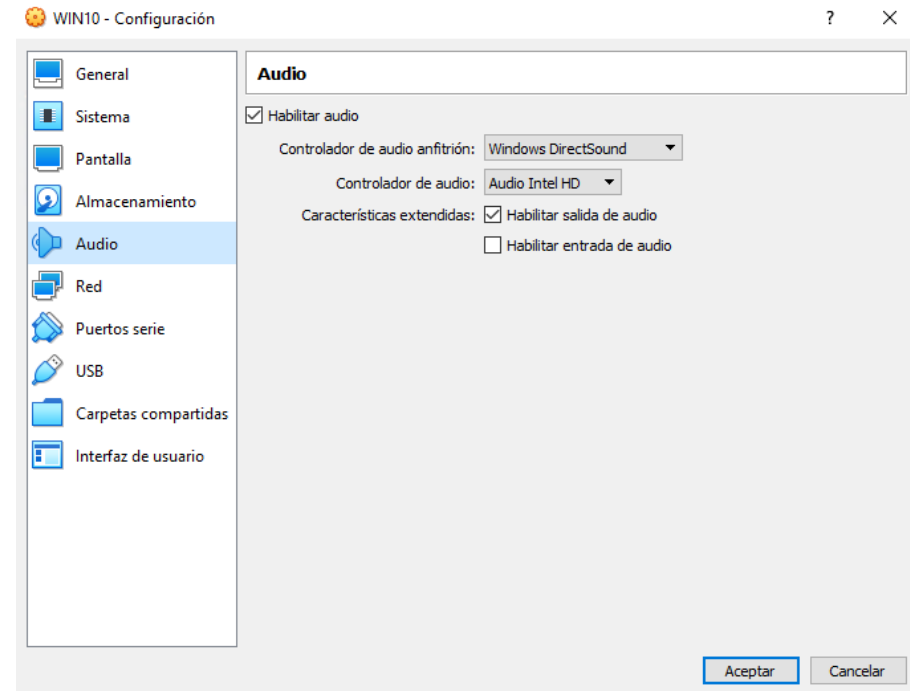 WIN10 - Configuración
?
General
Sistema
Pantalla
Almacenamiento
Audio
Red
Puertos serie
USB
Carpetas compartidas
Interfaz de usuario
Audio
Habilitar audio
Controlador de audio anfitrión: Windows DirectSound
Controlador de audio: Audio Intel HD
Características extendidas: Habilitar salida de audio
Habilitar entrada de audio
Aceptar Cancelar